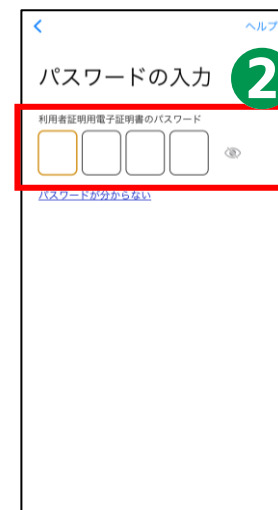 ヘルプ
パスワードの入力
2
利用者証明用電子証明書のパスワード
パスワードが分からない